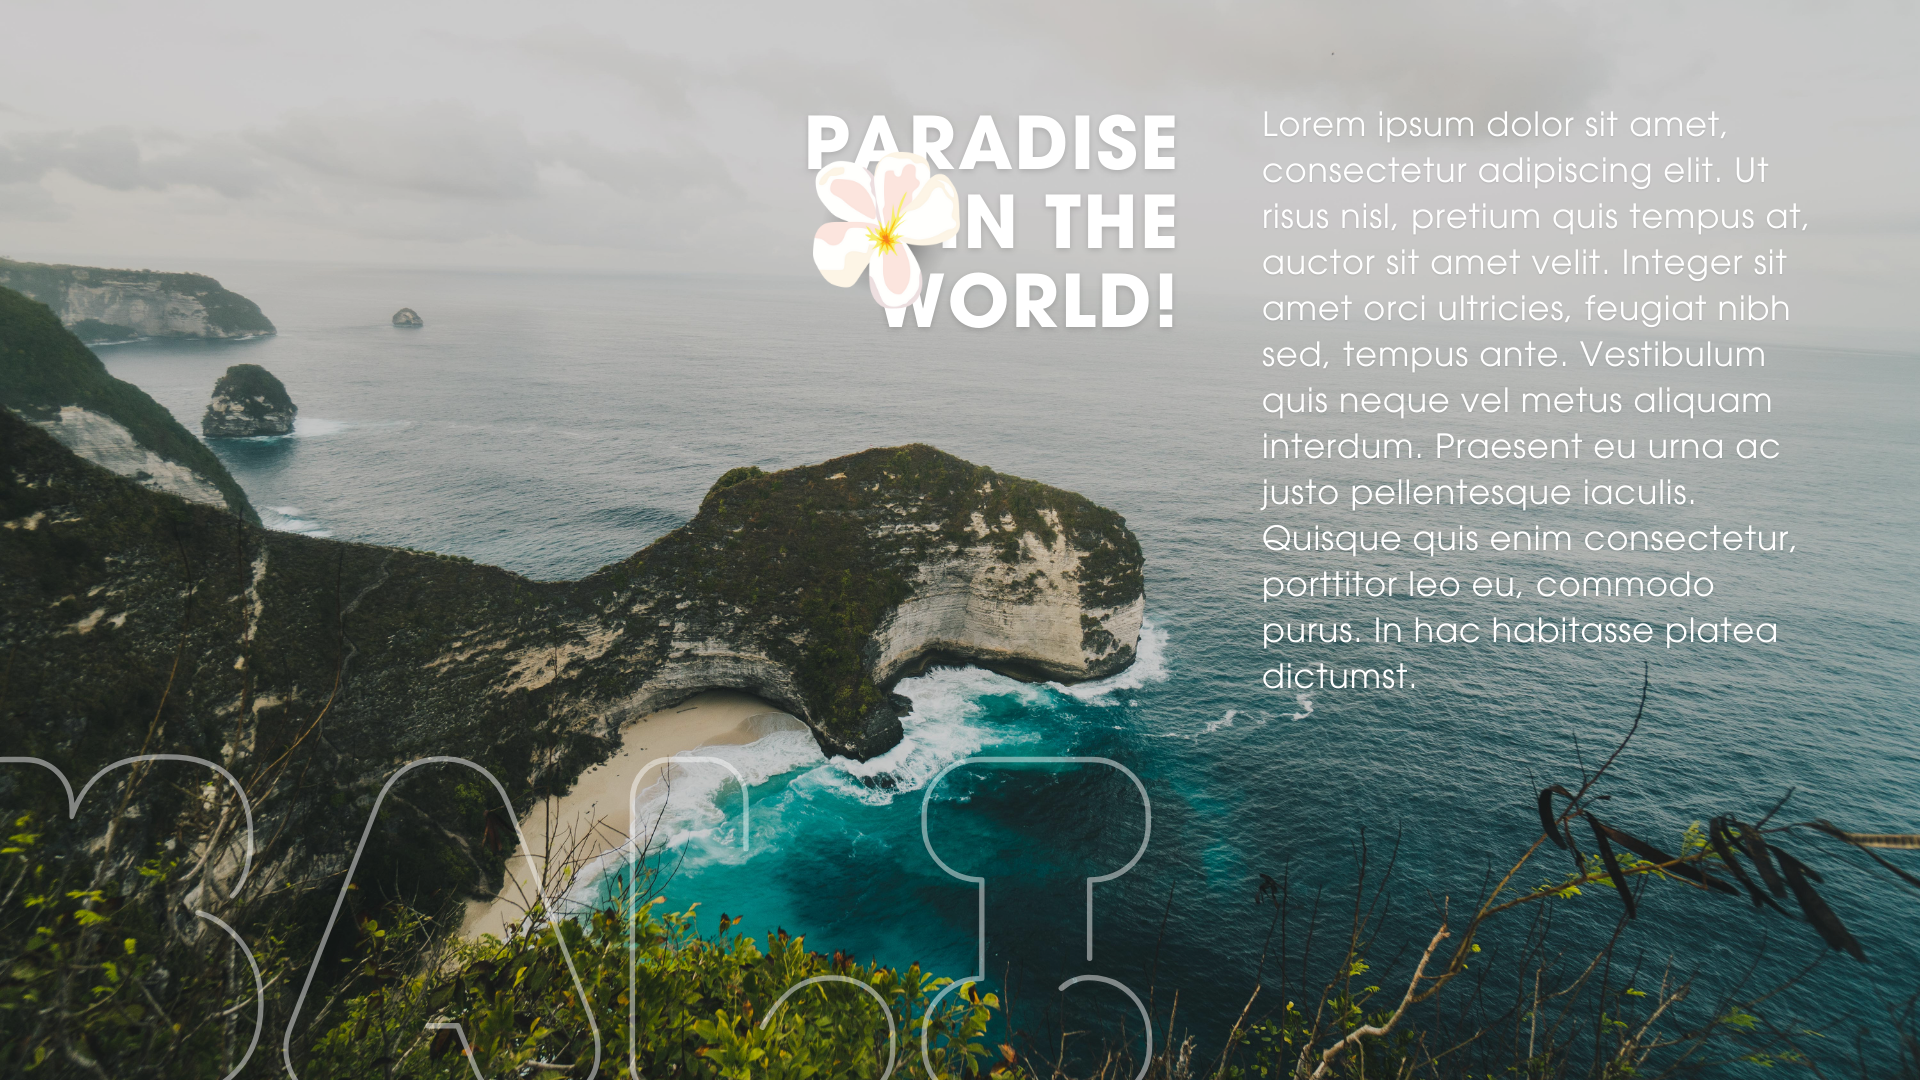 PARADISE
IN THE
WORLD!
Lorem ipsum dolor sit amet,
consectetur adipiscing elit. Ut
risus nisl, pretium quis tempus at,
auctor sit amet velit. Integer sit
amet orci ultricies, feugiat nibh
sed, tempus ante. Vestibulum
quis neque vel metus aliquam
interdum. Praesent eu urna ac
justo pellentesque iaculis.
Quisque quis enim consectetur,
porttitor leo eu, commodo
purus. In hac habitasse platea
dictumst.
BALI